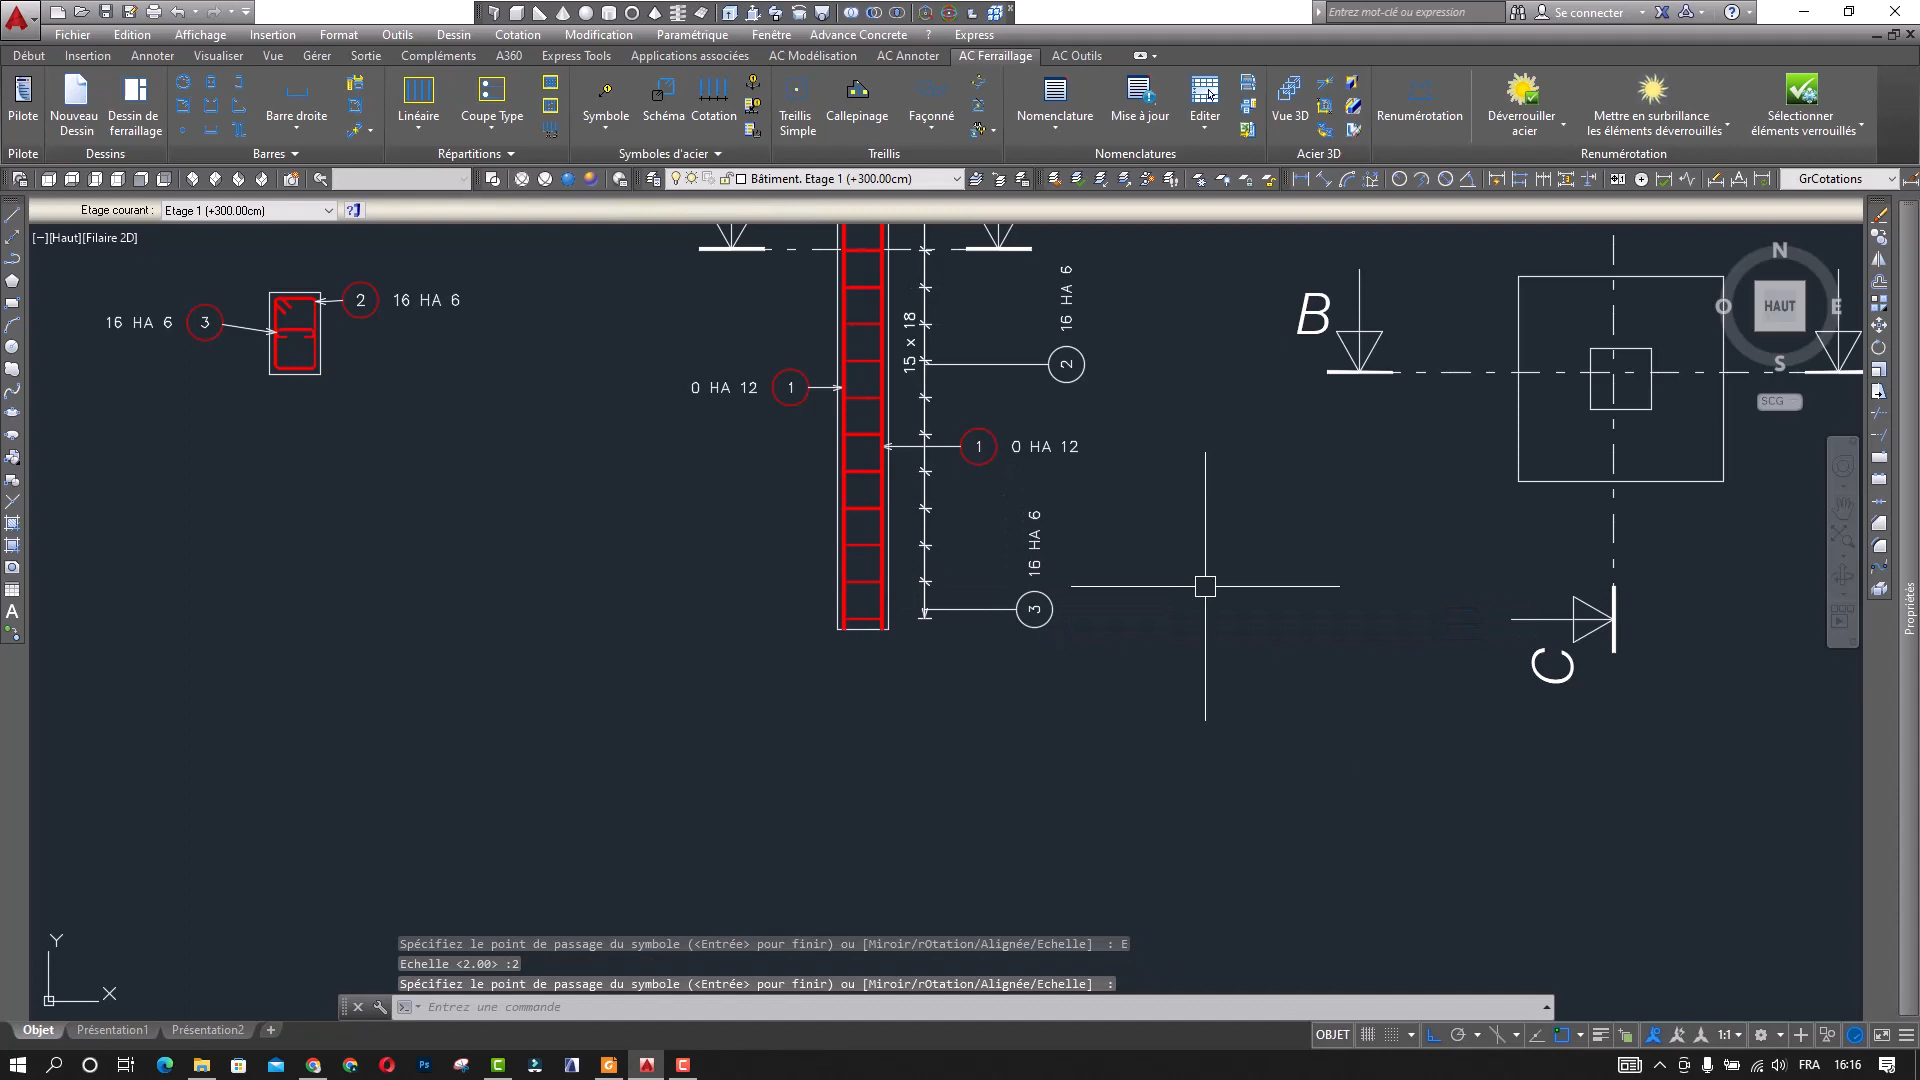 Entrez mot-clé ou expression
Se connecter
Fichier Edition Affichage Insertion Format Outils Dessin Cotation Modification Paramétrique Fenêtre Advance Concrete ? Express
Début Insertion Annoter Visualiser Vue Gérer Sortie Compléments A360 Express Tools Applications associées AC Modélisation AC Annoter AC Ferraillage AC Outils
Pilote Nouveau Dessin Dessin de ferraillage Barre droite Linéaire Coupe Type Symbole Schéma Cotation Treillis Simple Callepinage Façonné Nomenclature Mise à jour Editer Vue 3D Renumérotation Déverrouiller acier Mettre en surbrillance les éléments déverrouillés Sélectionner éléments verrouillés
Pilote Dessins Barres Répartitions Symboles d'acier Treillis Nomenclatures Acier 3D Renumérotation
Bâtiment. Etage 1 (+300.00cm) GrCotations
Etage courant : Etage 1 (+300.00cm)
[−][Haut][Filaire 2D]
N
HAUT
O
E
S
SCG
Propriétés
2 16 HA 6
16 HA 6 3
15 x 18
16 HA 6
2
0 HA 12 1
1 0 HA 12
16 HA 6
3
B
C
Y
X
Spécifiez le point de passage du symbole (<Entrée> pour finir) ou [Miroir/rOtation/Alignée/Echelle] : E
Echelle <2.00> :2
Spécifiez le point de passage du symbole (<Entrée> pour finir) ou [Miroir/rOtation/Alignée/Echelle] :
Entrez une commande
Objet Présentation1 Présentation2 +
OBJET 1:1
FRA 16:16